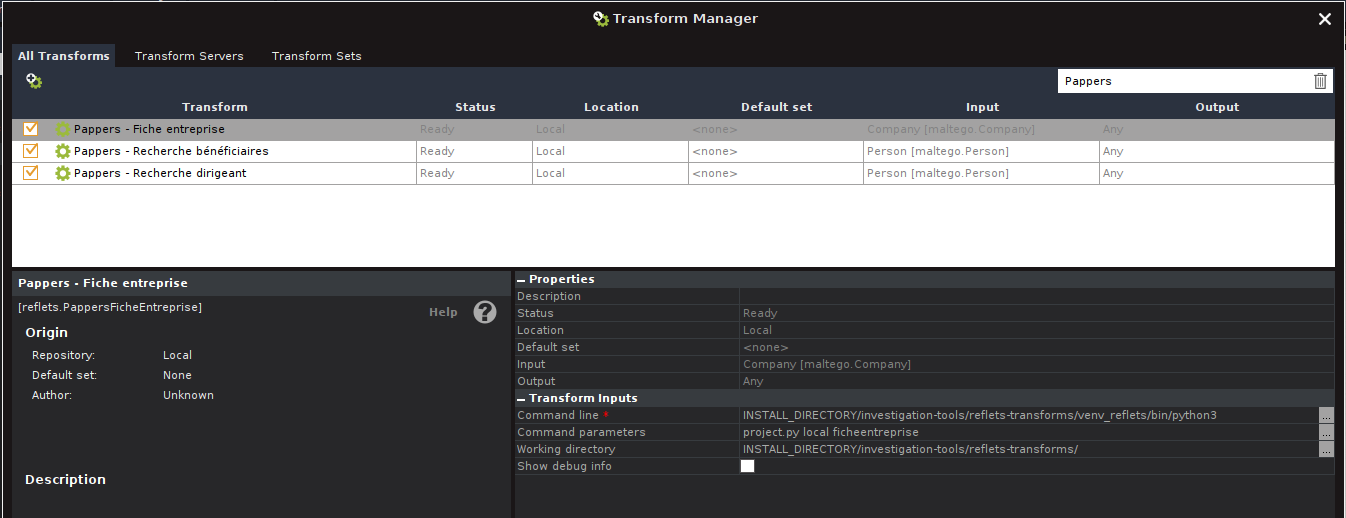 Transform Manager
All Transforms Transform Servers Transform Sets
Pappers
Transform Status Location Default set Input Output
Pappers - Fiche entreprise Ready Local <none> Company [maltego.Company] Any
Pappers - Recherche bénéficiaires Ready Local <none> Person [maltego.Person] Any
Pappers - Recherche dirigeant Ready Local <none> Person [maltego.Person] Any
Pappers - Fiche entreprise
[reflets.PappersFicheEntreprise]
Help ?
Origin
Repository: Local
Default set: None
Author: Unknown
Description
Properties
Description
Status Ready
Location Local
Default set <none>
Input Company [maltego.Company]
Output Any
Transform Inputs
Command line * INSTALL_DIRECTORY/investigation-tools/reflets-transforms/venv_reflets/bin/python3 ...
Command parameters project.py local ficheentreprise ...
Working directory INSTALL_DIRECTORY/investigation-tools/reflets-transforms/ ...
Show debug info